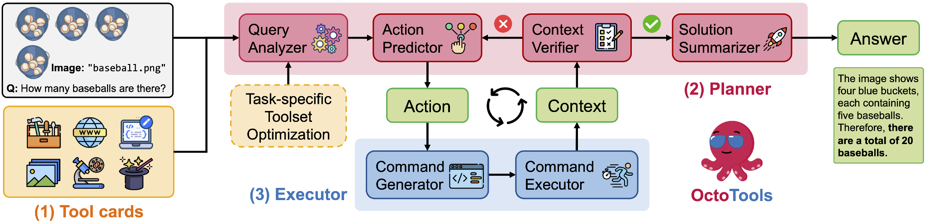 Image: "baseball.png"
Q: How many baseballs are there?
WWW
(1) Tool cards
Query
Analyzer
Action
Predictor
Context
Verifier
Solution
Summarizer
(2) Planner
Task-specific
Toolset
Optimization
Action
Context
(3) Executor
Command
Generator
Command
Executor
OctoTools
Answer
The image shows
four blue buckets,
each containing
five baseballs.
Therefore, there
are a total of 20
baseballs.